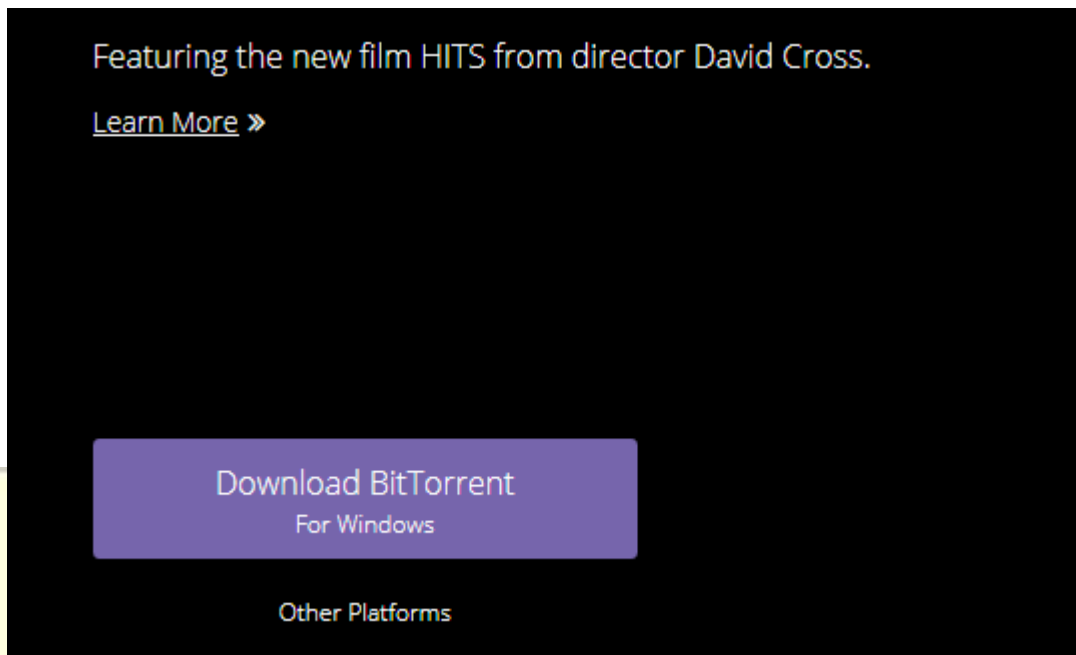 Featuring the new film HITS from director David Cross.
Learn More »
Download BitTorrent
For Windows
Other Platforms